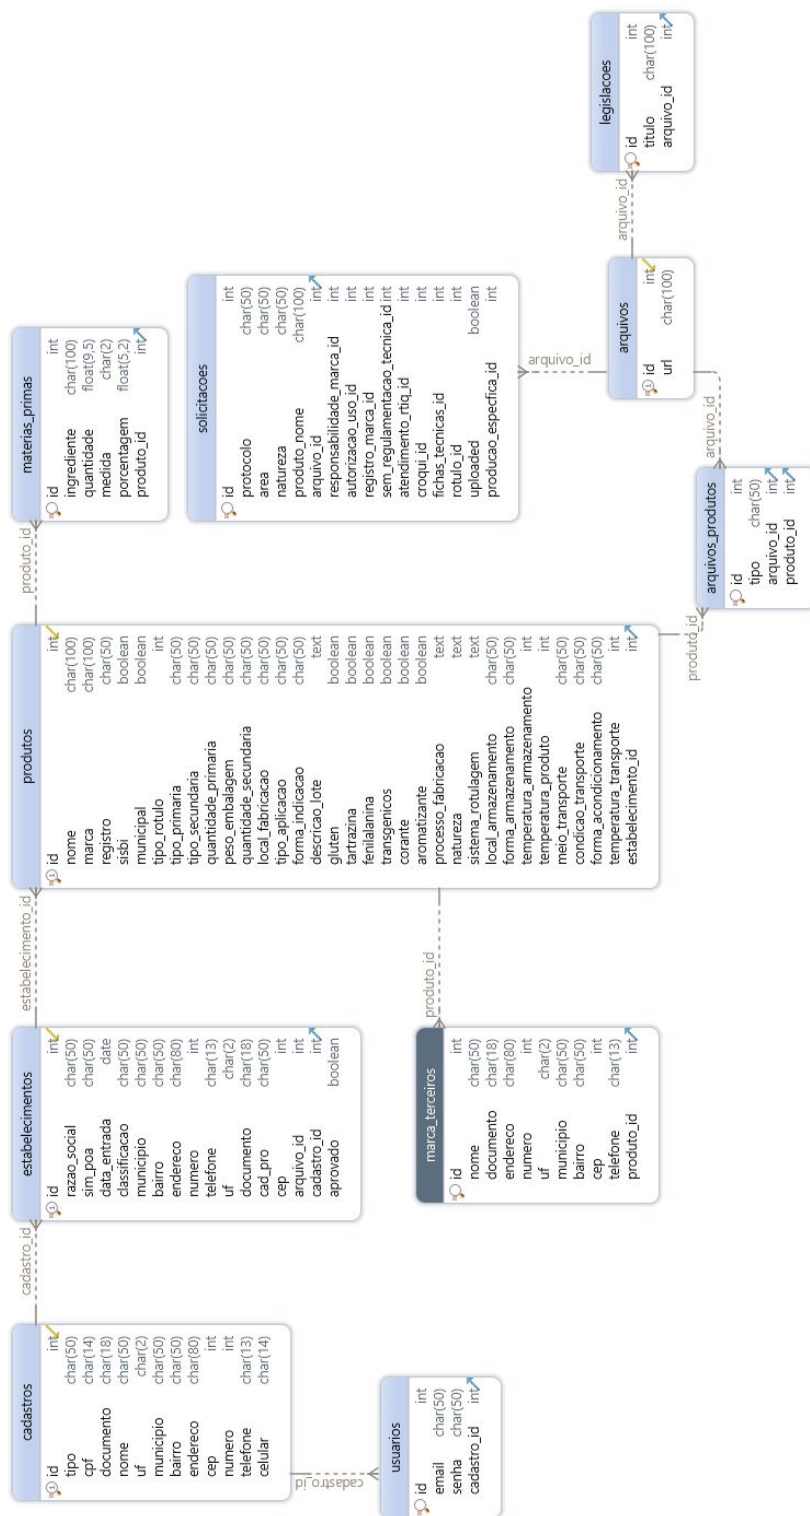 cadastros
id int
tipo char(50)
cpf char(14)
documento char(18)
nome char(50)
uf char(2)
municipio char(50)
bairro char(50)
endereco char(80)
cep int
numero int
telefone char(13)
celular char(14)
cadastro_id
usuarios
id int
email char(50)
senha char(50)
cadastro_id int
cadastro_id
estabelecimentos
id int
razao_social char(50)
sim_poa char(50)
data_entrada date
classificacao char(50)
municipio char(50)
bairro char(50)
endereco char(80)
numero int
telefone char(13)
uf char(2)
documento char(18)
cad_pro char(50)
cep int
arquivo_id int
cadastro_id int
aprovado boolean
estabelecimento_id
marca_terceiros
id int
nome char(50)
documento char(18)
endereco char(80)
numero int
uf char(2)
municipio char(50)
bairro char(50)
cep int
telefone char(13)
produto_id int
produto_id
produtos
id int
nome char(100)
marca char(100)
registro char(50)
sisbi boolean
municipal boolean
tipo_rotulo int
tipo_primaria char(50)
tipo_secundaria char(50)
quantidade_primaria char(50)
peso_embalagem char(50)
quantidade_secundaria char(50)
local_fabricacao char(50)
tipo_aplicacao char(50)
forma_indicacao char(50)
descricao_lote text
gluten boolean
tartrazina boolean
fenilalanina boolean
transgenicos boolean
corante boolean
aromatizante boolean
processo_fabricacao text
natureza text
sistema_rotulagem text
local_armazenamento char(50)
forma_armazenamento char(50)
temperatura_armazenamento int
temperatura_produto int
meio_transporte char(50)
condicao_transporte char(50)
forma_acondicionamento char(50)
temperatura_transporte int
estabelecimento_id int
produto_id
produto_id
materias_primas
id int
ingrediente char(100)
quantidade float(9,5)
medida char(2)
porcentagem float(5,2)
produto_id int
solicitacoes
id int
protocolo char(50)
area char(50)
natureza char(50)
produto_nome char(100)
arquivo_id int
responsabilidade_marca_id int
autorizacao_uso_id int
registro_marca_id int
sem_regulamentacao_tecnica_id int
atendimento_rtiq_id int
croqui_id int
fichas_tecnicas_id int
rotulo_id int
uploaded boolean
producao_especfica_id int
arquivo_id
arquivos_produtos
id int
tipo char(50)
arquivo_id int
produto_id int
arquivo_id
arquivos
id int
url char(100)
arquivo_id
legislacoes
id int
titulo char(100)
arquivo_id int